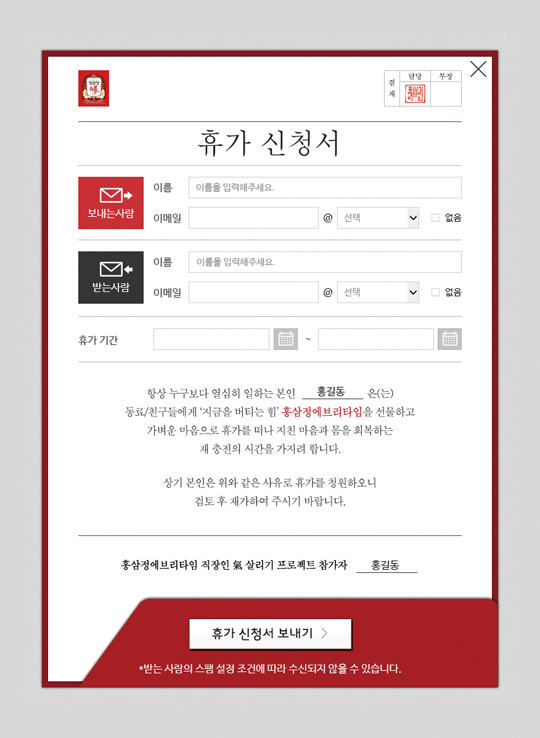 정관장
결재 담당 부장
휴가 신청서
보내는사람
이름 이름을 입력해주세요.
이메일 @ 선택 없음
받는사람
이름 이름을 입력해주세요.
이메일 @ 선택 없음
휴가 기간 ~
항상 누구보다 열심히 일하는 본인 홍길동 은(는)
동료/친구들에게 ‘지금을 버티는 힘’ 홍삼정에브리타임을 선물하고
가벼운 마음으로 휴가를 떠나 지친 마음과 몸을 회복하는
재 충전의 시간을 가지려 합니다.
상기 본인은 위와 같은 사유로 휴가를 청원하오니
검토 후 재가하여 주시기 바랍니다.
홍삼정에브리타임 직장인 氣 살리기 프로젝트 참가자 홍길동
휴가 신청서 보내기 〉
*받는 사람의 스팸 설정 조건에 따라 수신되지 않을 수 있습니다.